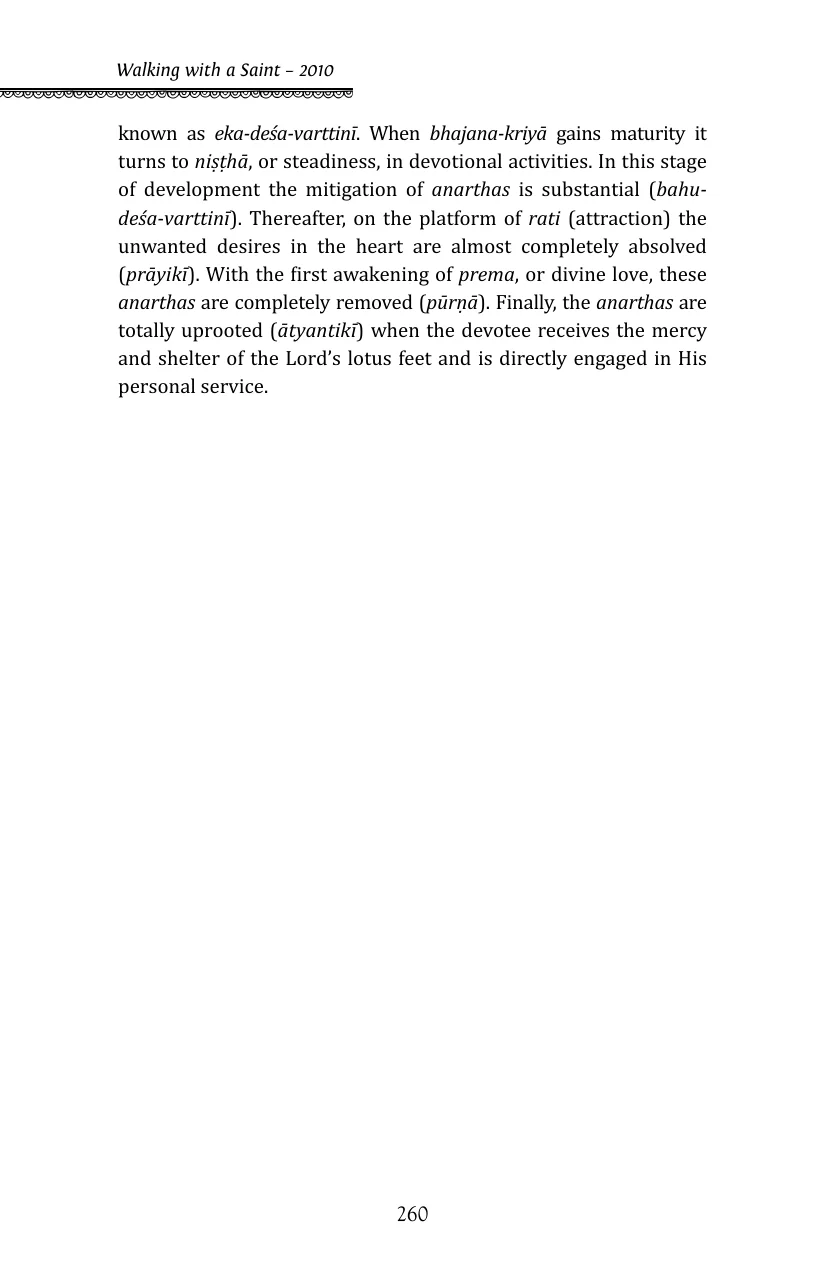 Walking with a Saint – 2010
known as eka-deśa-varttinī. When bhajana-kriyā gains maturity it
turns to niṣṭhā, or steadiness, in devotional activities. In this stage
of development the mitigation of anarthas is substantial (bahu-
deśa-varttinī). Thereafter, on the platform of rati (attraction) the
unwanted desires in the heart are almost completely absolved
(prāyikī). With the first awakening of prema, or divine love, these
anarthas are completely removed (pūrṇā). Finally, the anarthas are
totally uprooted (ātyantikī) when the devotee receives the mercy
and shelter of the Lord’s lotus feet and is directly engaged in His
personal service.
260